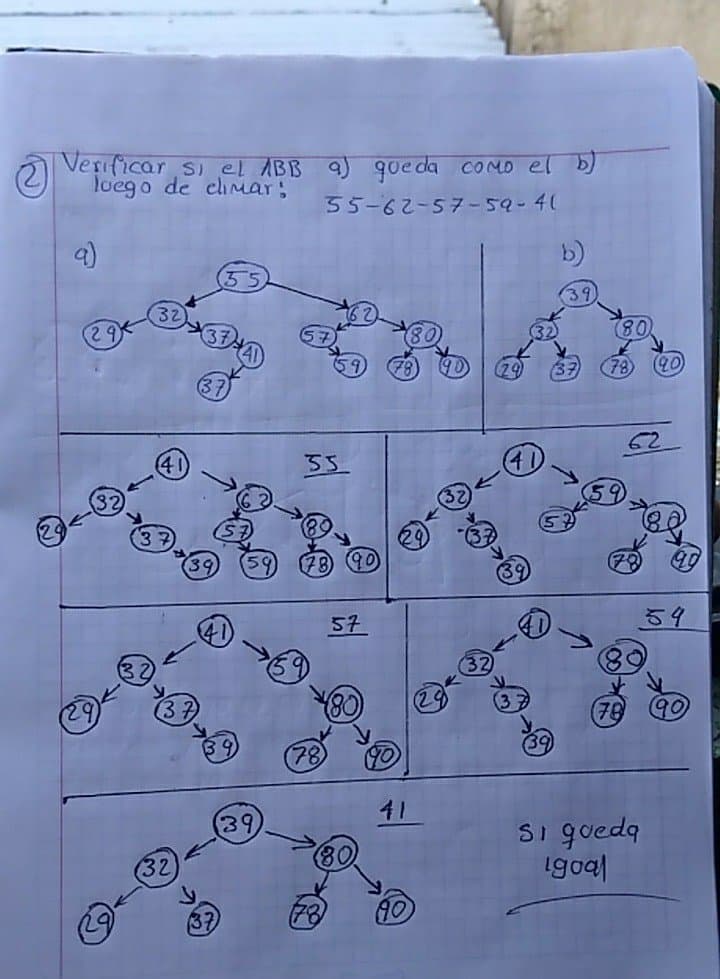 2) Verificar si el ABB a) queda como el b)
luego de elimar:
55-62-57-59-41
a)
55
32 62
29 37 57 80
41 59 78 90
37
b)
39
32 80
29 37 78 90
55
41
32 62
29 37 57 80
39 59 78 90
62
41
32 59
29 37 57 80
39 78 90
57
41
32 59
29 37 80
39 78 90
59
41
32 80
29 37 78 90
39
41
39
32 80
29 37 78 90
Si queda
igual